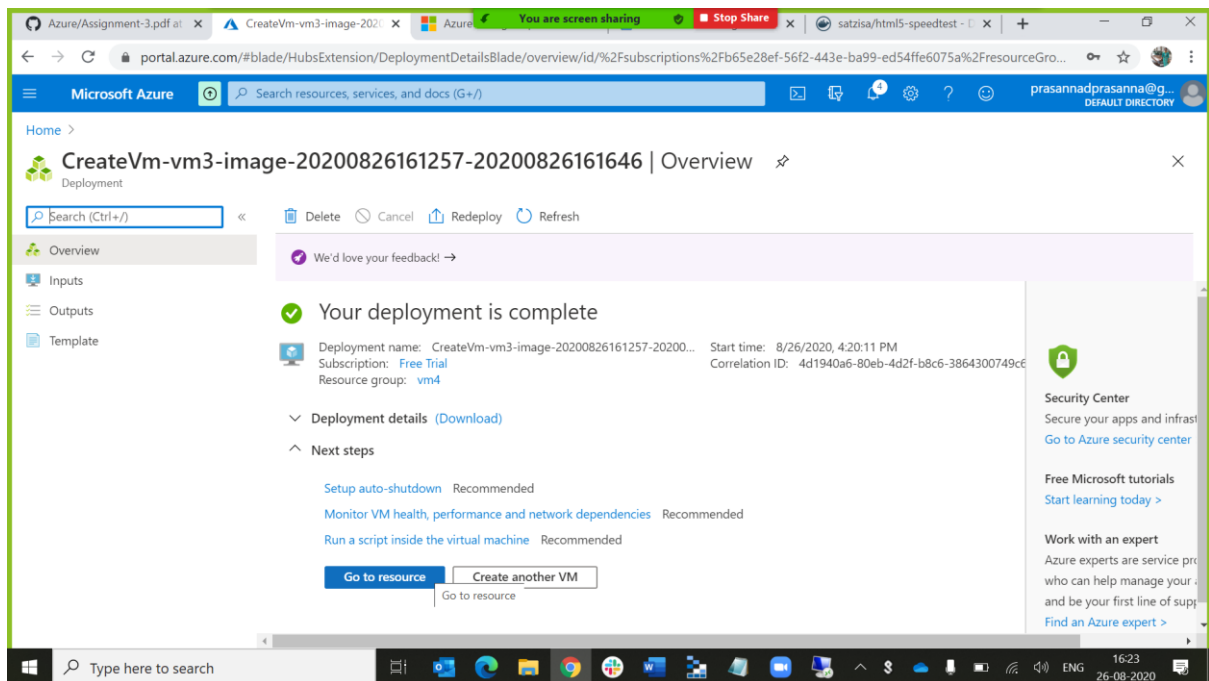 Azure/Assignment-3.pdf at
CreateVm-vm3-image-2020
Azure
You are screen sharing
Stop Share
satzisa/html5-speedtest - D
portal.azure.com/#blade/HubsExtension/DeploymentDetailsBlade/overview/id/%2Fsubscriptions%2Fb65e28ef-56f2-443e-ba99-ed54ffe6075a%2FresourceGro...
Microsoft Azure
Search resources, services, and docs (G+/)
4
prasannadprasanna@g...
DEFAULT DIRECTORY
Home >
CreateVm-vm3-image-20200826161257-20200826161646 | Overview
Deployment
Search (Ctrl+/)
«
Delete
Cancel
Redeploy
Refresh
Overview
Inputs
Outputs
Template
We'd love your feedback! →
Your deployment is complete
Deployment name: CreateVm-vm3-image-20200826161257-20200...
Subscription: Free Trial
Resource group: vm4
Start time: 8/26/2020, 4:20:11 PM
Correlation ID: 4d1940a6-80eb-4d2f-b8c6-3864300749c6
Deployment details (Download)
Next steps
Setup auto-shutdown Recommended
Monitor VM health, performance and network dependencies Recommended
Run a script inside the virtual machine Recommended
Go to resource
Create another VM
Go to resource
Security Center
Secure your apps and infrast
Go to Azure security center
Free Microsoft tutorials
Start learning today >
Work with an expert
Azure experts are service pro
who can help manage your
and be your first line of supp
Find an Azure expert >
Type here to search
ENG
16:23
26-08-2020